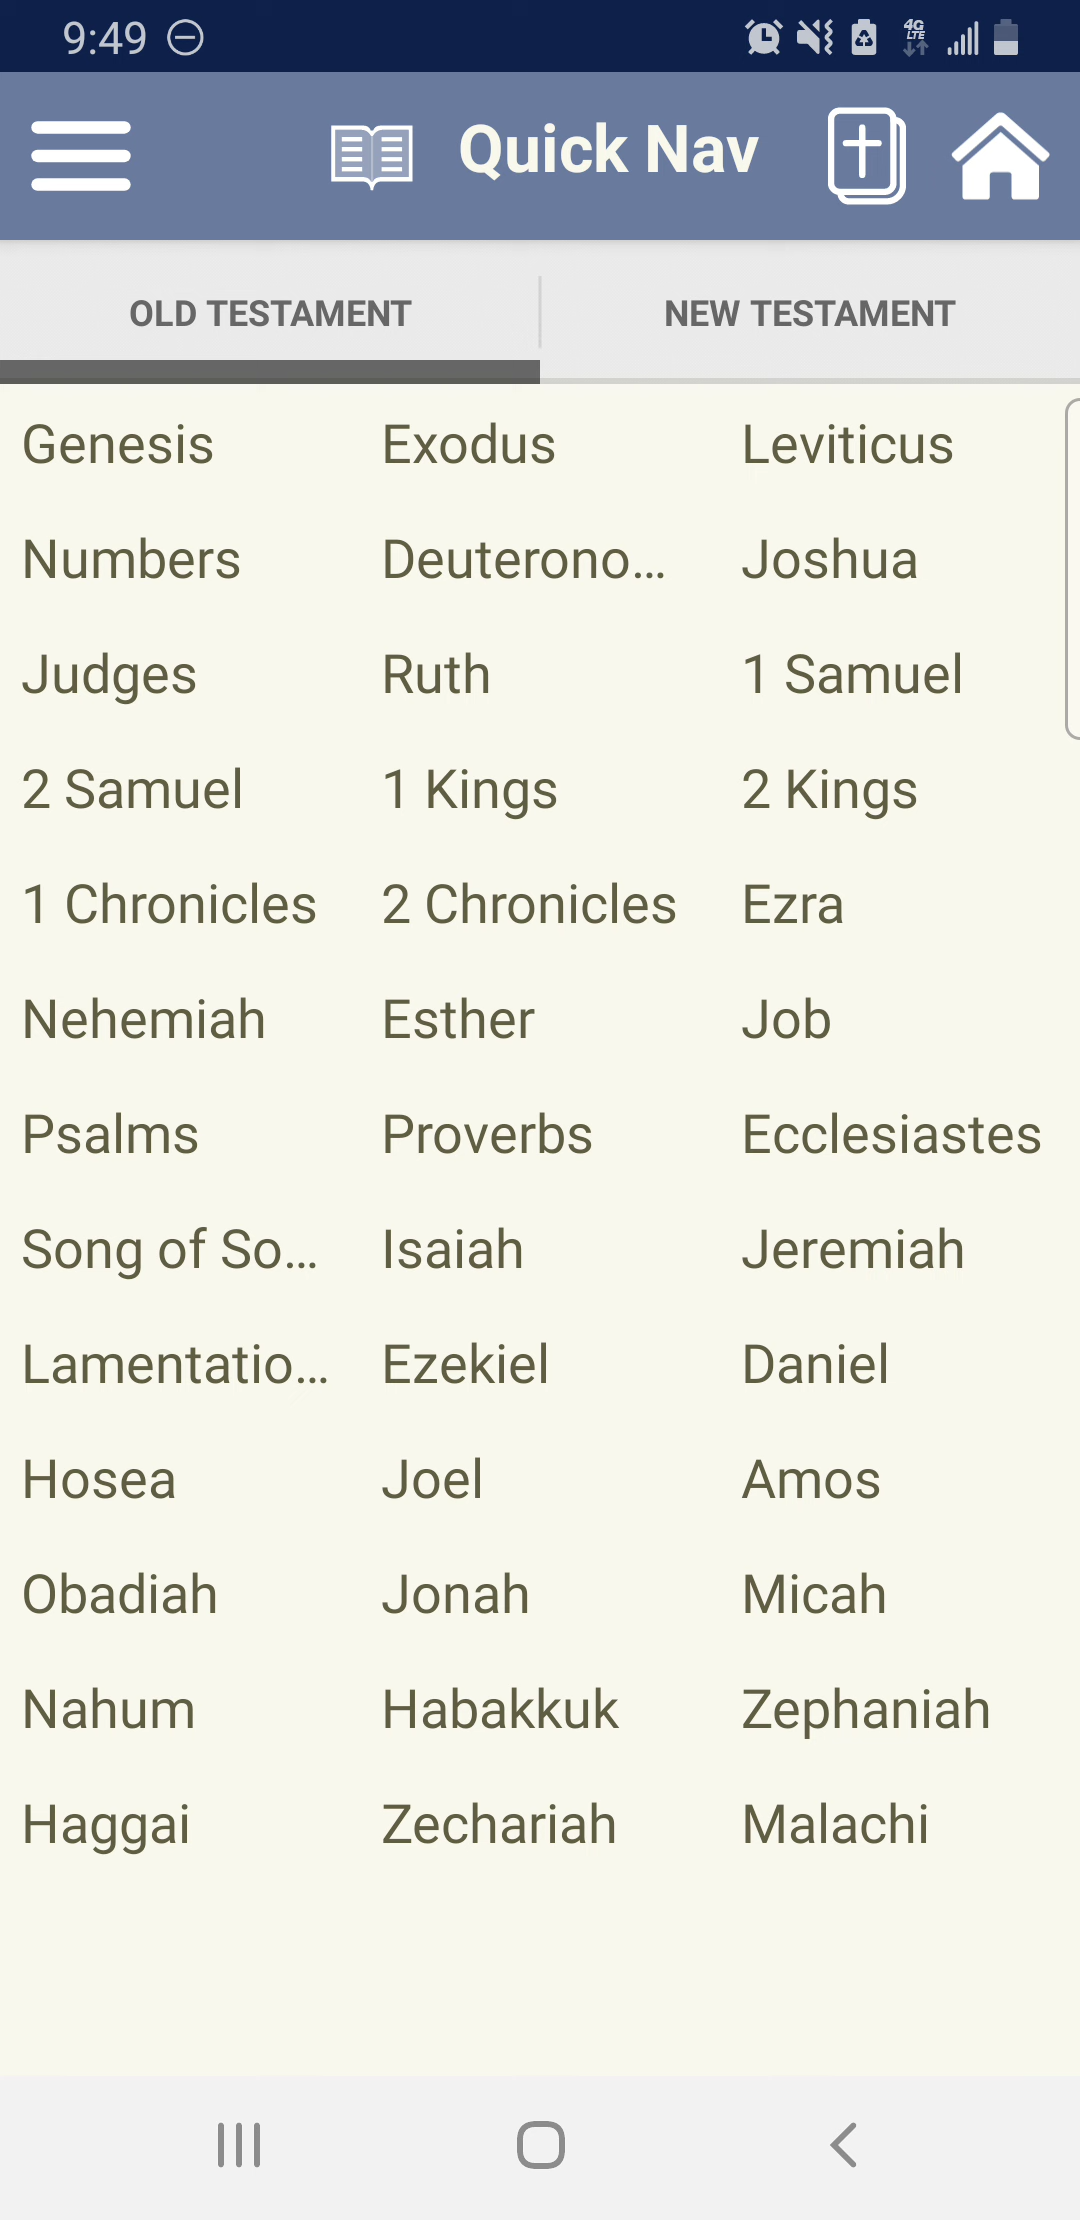 9:49
4G
LTE
Quick Nav
OLD TESTAMENT NEW TESTAMENT
Genesis Exodus Leviticus
Numbers Deuterono... Joshua
Judges Ruth 1 Samuel
2 Samuel 1 Kings 2 Kings
1 Chronicles 2 Chronicles Ezra
Nehemiah Esther Job
Psalms Proverbs Ecclesiastes
Song of So... Isaiah Jeremiah
Lamentatio... Ezekiel Daniel
Hosea Joel Amos
Obadiah Jonah Micah
Nahum Habakkuk Zephaniah
Haggai Zechariah Malachi